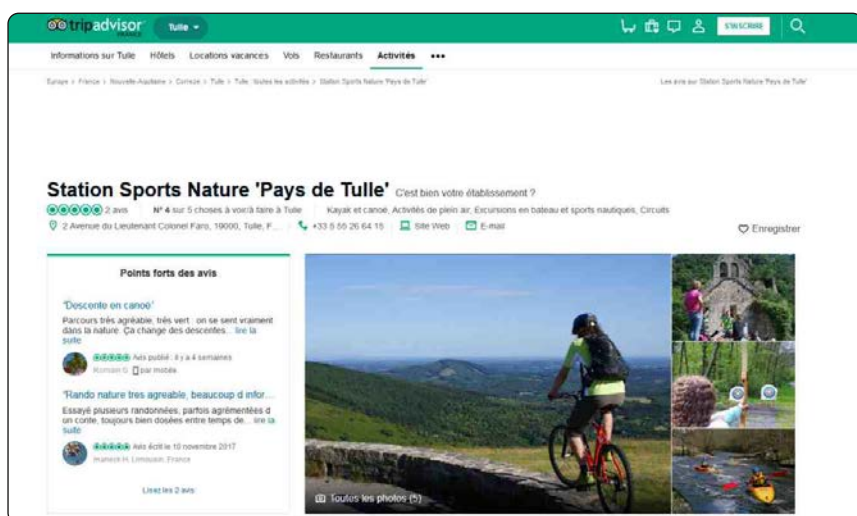 tripadvisor
FRANCE
Tulle
S'INSCRIRE
Informations sur Tulle Hôtels Locations vacances Vols Restaurants Activités •••
Europe > France > Nouvelle-Aquitaine > Corrèze > Tulle > Tulle : toutes les activités > Station Sports Nature 'Pays de Tulle' Les avis sur Station Sports Nature 'Pays de Tulle'
Station Sports Nature 'Pays de Tulle' C'est bien votre établissement ?
2 avis N° 4 sur 5 choses à voir/à faire à Tulle Kayak et canoë, Activités de plein air, Excursions en bateau et sports nautiques, Circuits
2 Avenue du Lieutenant Colonel Faro, 19000, Tulle, F... +33 5 55 26 64 15 Site Web E-mail
Enregistrer
Points forts des avis
"Descente en canoë"
Parcours très agréable, très vert : on se sent vraiment
dans la nature. Ça change des descentes... lire la
suite
Avis publié : il y a 4 semaines
Romain G par mobile
"Rando nature tres agreable, beaucoup d infor...
Essayé plusieurs randonnées, parfois agrémentées d
un conte, toujours bien dosées entre temps de... lire la
suite
Avis écrit le 10 novembre 2017
H, Limousin, France
Lisez les 2 avis
Toutes les photos (5)